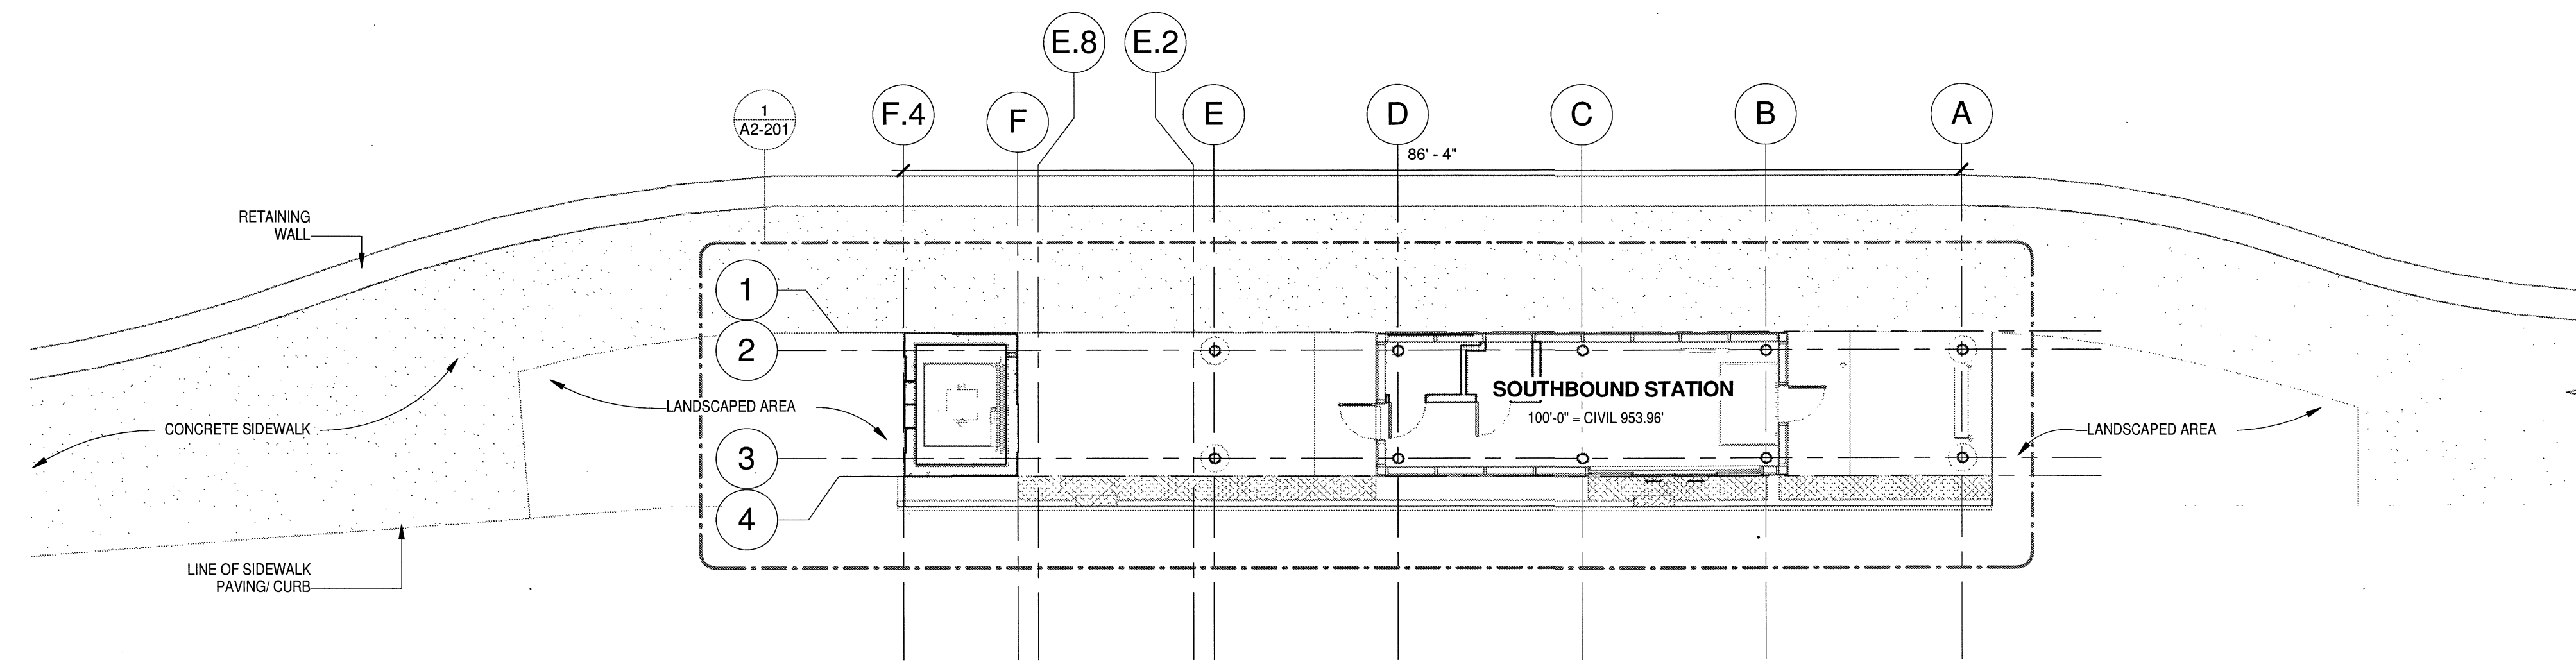 E.8
E.2
1
A2-201
F.4
F
E
D
C
B
A
86' - 4"
RETAINING
WALL
1
2
3
4
SOUTHBOUND STATION
100'-0" = CIVIL 953.96'
LANDSCAPED AREA
CONCRETE SIDEWALK
LANDSCAPED AREA
LINE OF SIDEWALK
PAVING/ CURB